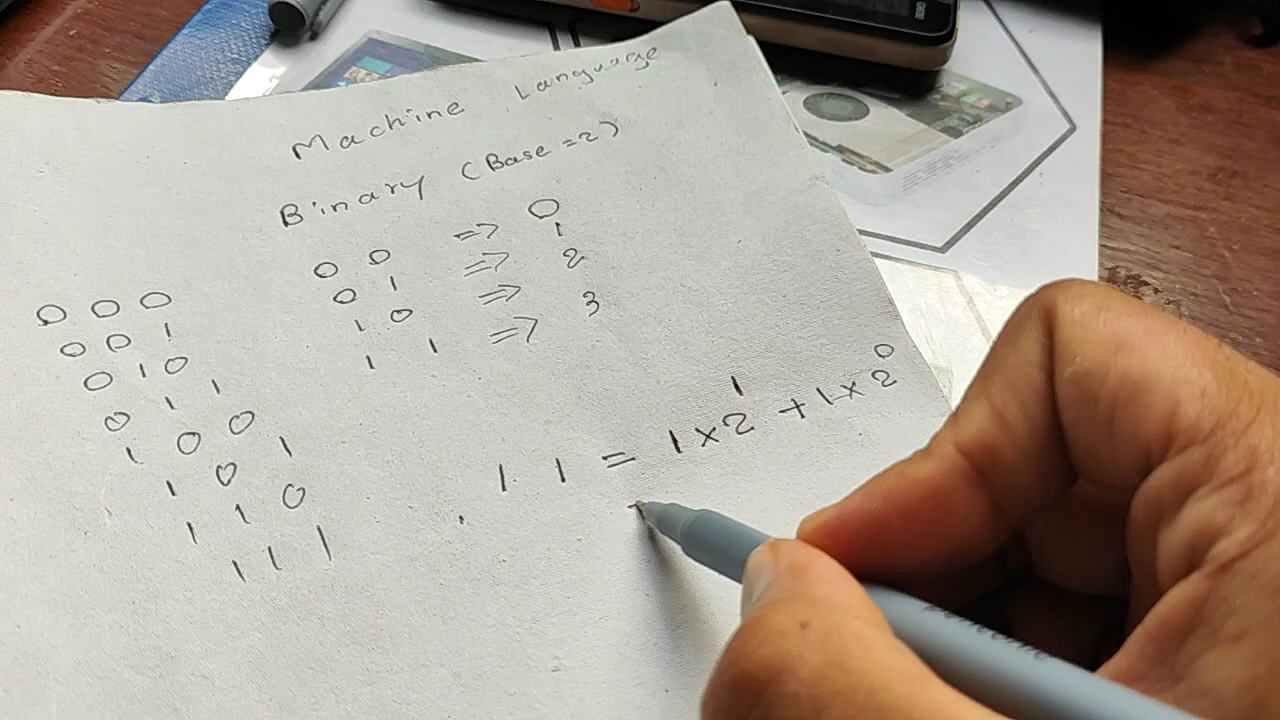 Machine Language
Binary (Base = 2)
0 0 => 0
0 1 => 1
1 0 => 2
1 1 => 3
0 0 0
0 0 1
0 1 0
0 1 1
1 0 0
1 0 1
1 1 0
1 1 1
1 1 = 1 × 2¹ + 1 × 2⁰